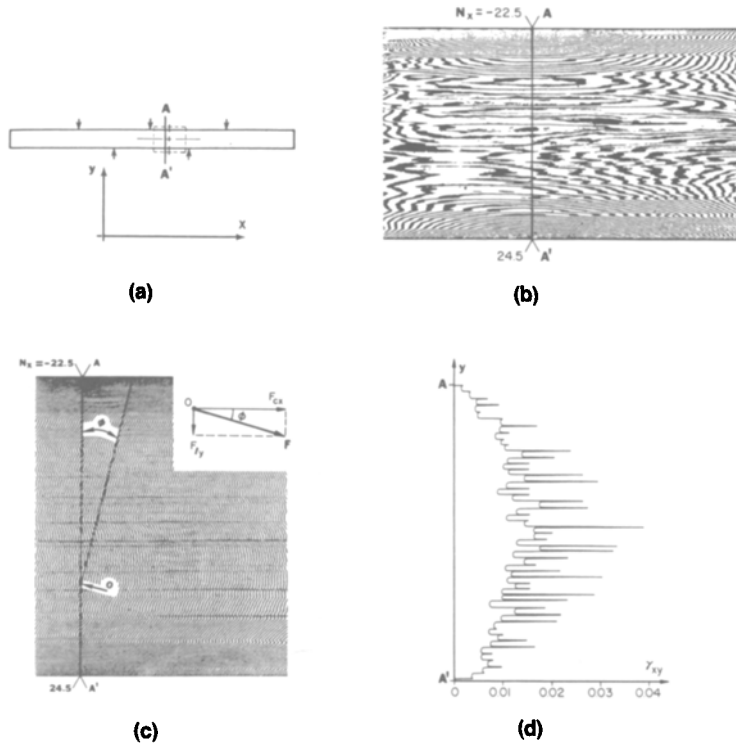 A
A'
y
X
(a)
Nx = -22.5 A
24.5 A'
(b)
Nx = -22.5 A
φ
O
24.5 A'
O
Fcx
φ
Ffy
F
(c)
y
A
A'
0 0.01 0.02 0.03 0.04
γxy
(d)